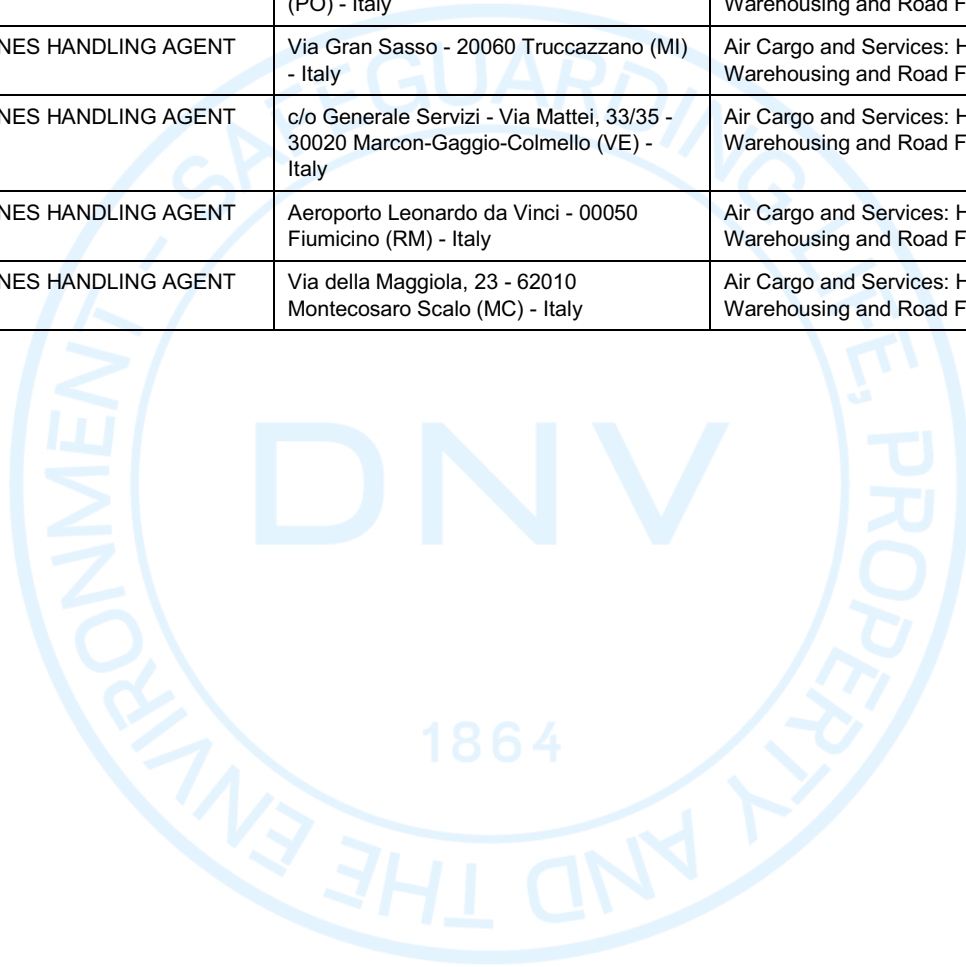 (PO) - Italy
Warehousing and Road F
NES HANDLING AGENT
Via Gran Sasso - 20060 Truccazzano (MI)
- Italy
Air Cargo and Services: H
Warehousing and Road F
NES HANDLING AGENT
c/o Generale Servizi - Via Mattei, 33/35 -
30020 Marcon-Gaggio-Colmello (VE) -
Italy
Air Cargo and Services: H
Warehousing and Road F
NES HANDLING AGENT
Aeroporto Leonardo da Vinci - 00050
Fiumicino (RM) - Italy
Air Cargo and Services: H
Warehousing and Road F
NES HANDLING AGENT
Via della Maggiola, 23 - 62010
Montecosaro Scalo (MC) - Italy
Air Cargo and Services: H
Warehousing and Road F
SAFEGUARDING LIFE, PROPERTY AND THE ENVIRONMENT -
DNV
1864